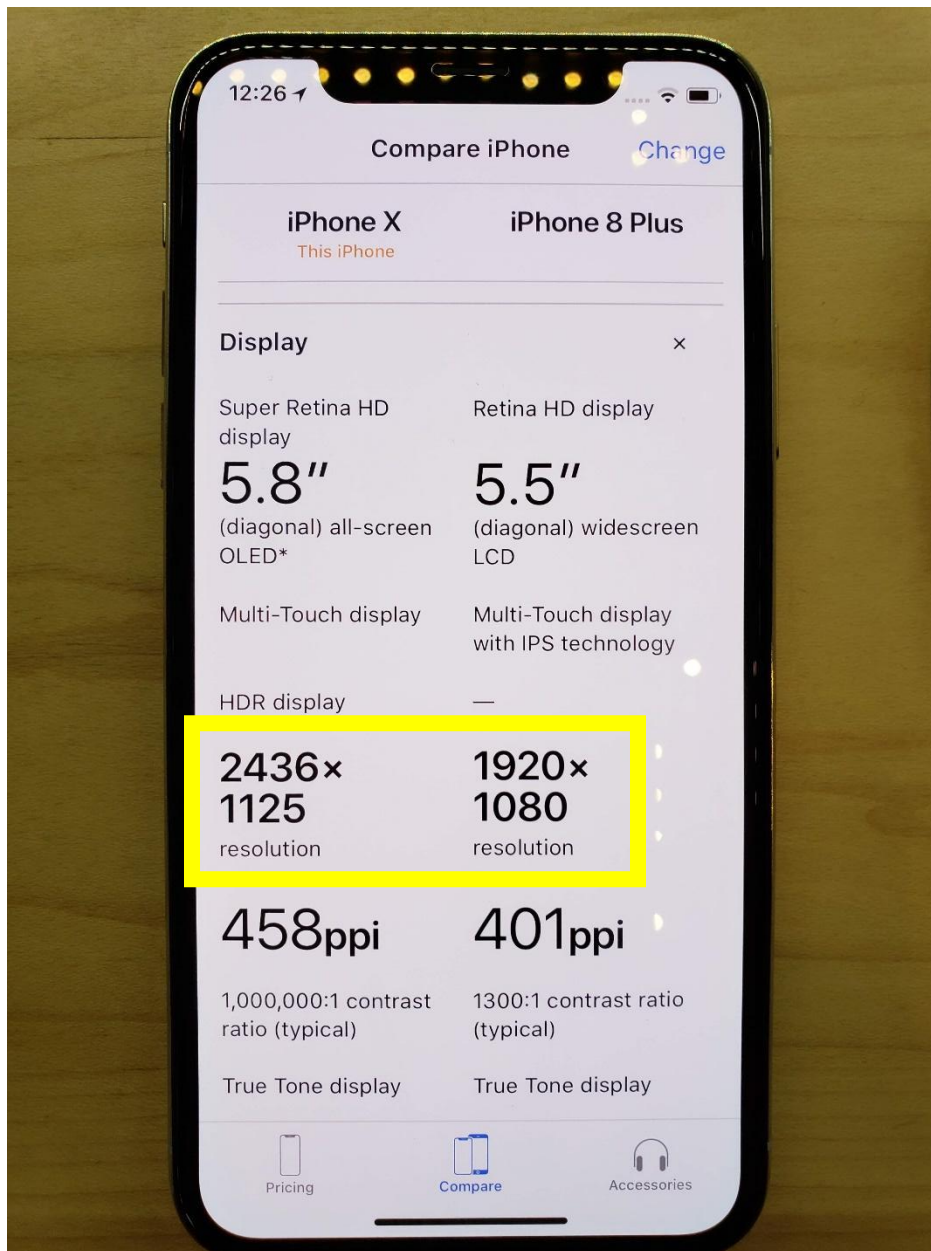 12:26
Compare iPhone
Change
iPhone X
iPhone 8 Plus
This iPhone
Display
×
Super Retina HD
display
Retina HD display
5.8″
5.5″
(diagonal) all-screen
OLED*
(diagonal) widescreen
LCD
Multi-Touch display
Multi-Touch display
with IPS technology
HDR display
—
2436×
1125
resolution
1920×
1080
resolution
458ppi
401ppi
1,000,000:1 contrast
ratio (typical)
1300:1 contrast ratio
(typical)
True Tone display
True Tone display
Pricing
Compare
Accessories